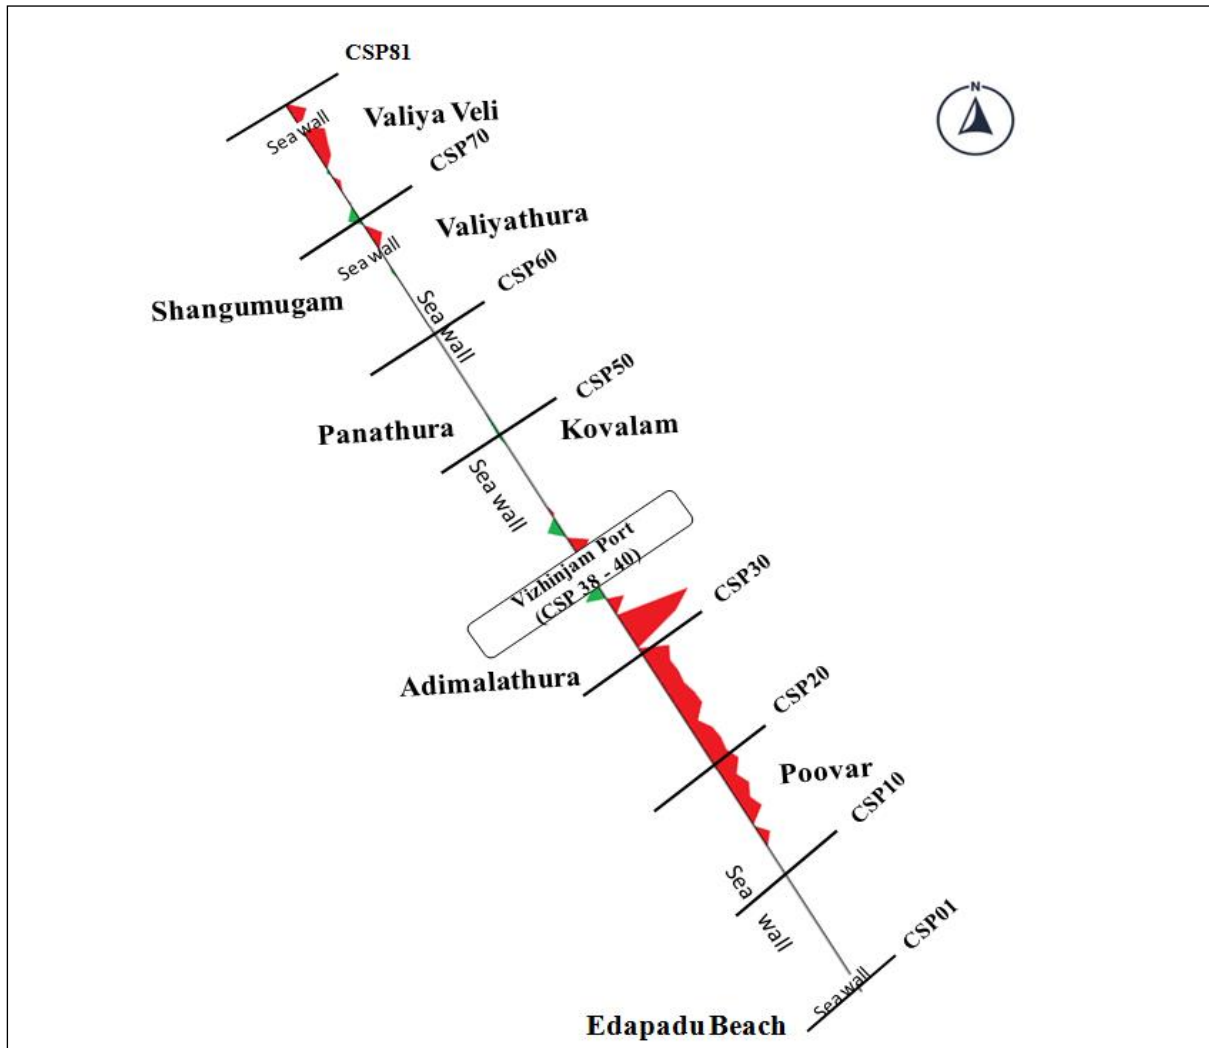 CSP81
N
Valiya Veli
Sea wall
CSP70
Valiyathura
Sea wall
CSP60
Shangumugam
Sea wall
CSP50
Panathura
Kovalam
Sea wall
Vizhinjam Port
(CSP 38 - 40)
CSP30
Adimalathura
CSP20
Poovar
CSP10
Sea wall
CSP01
Sea wall
Edapadu Beach